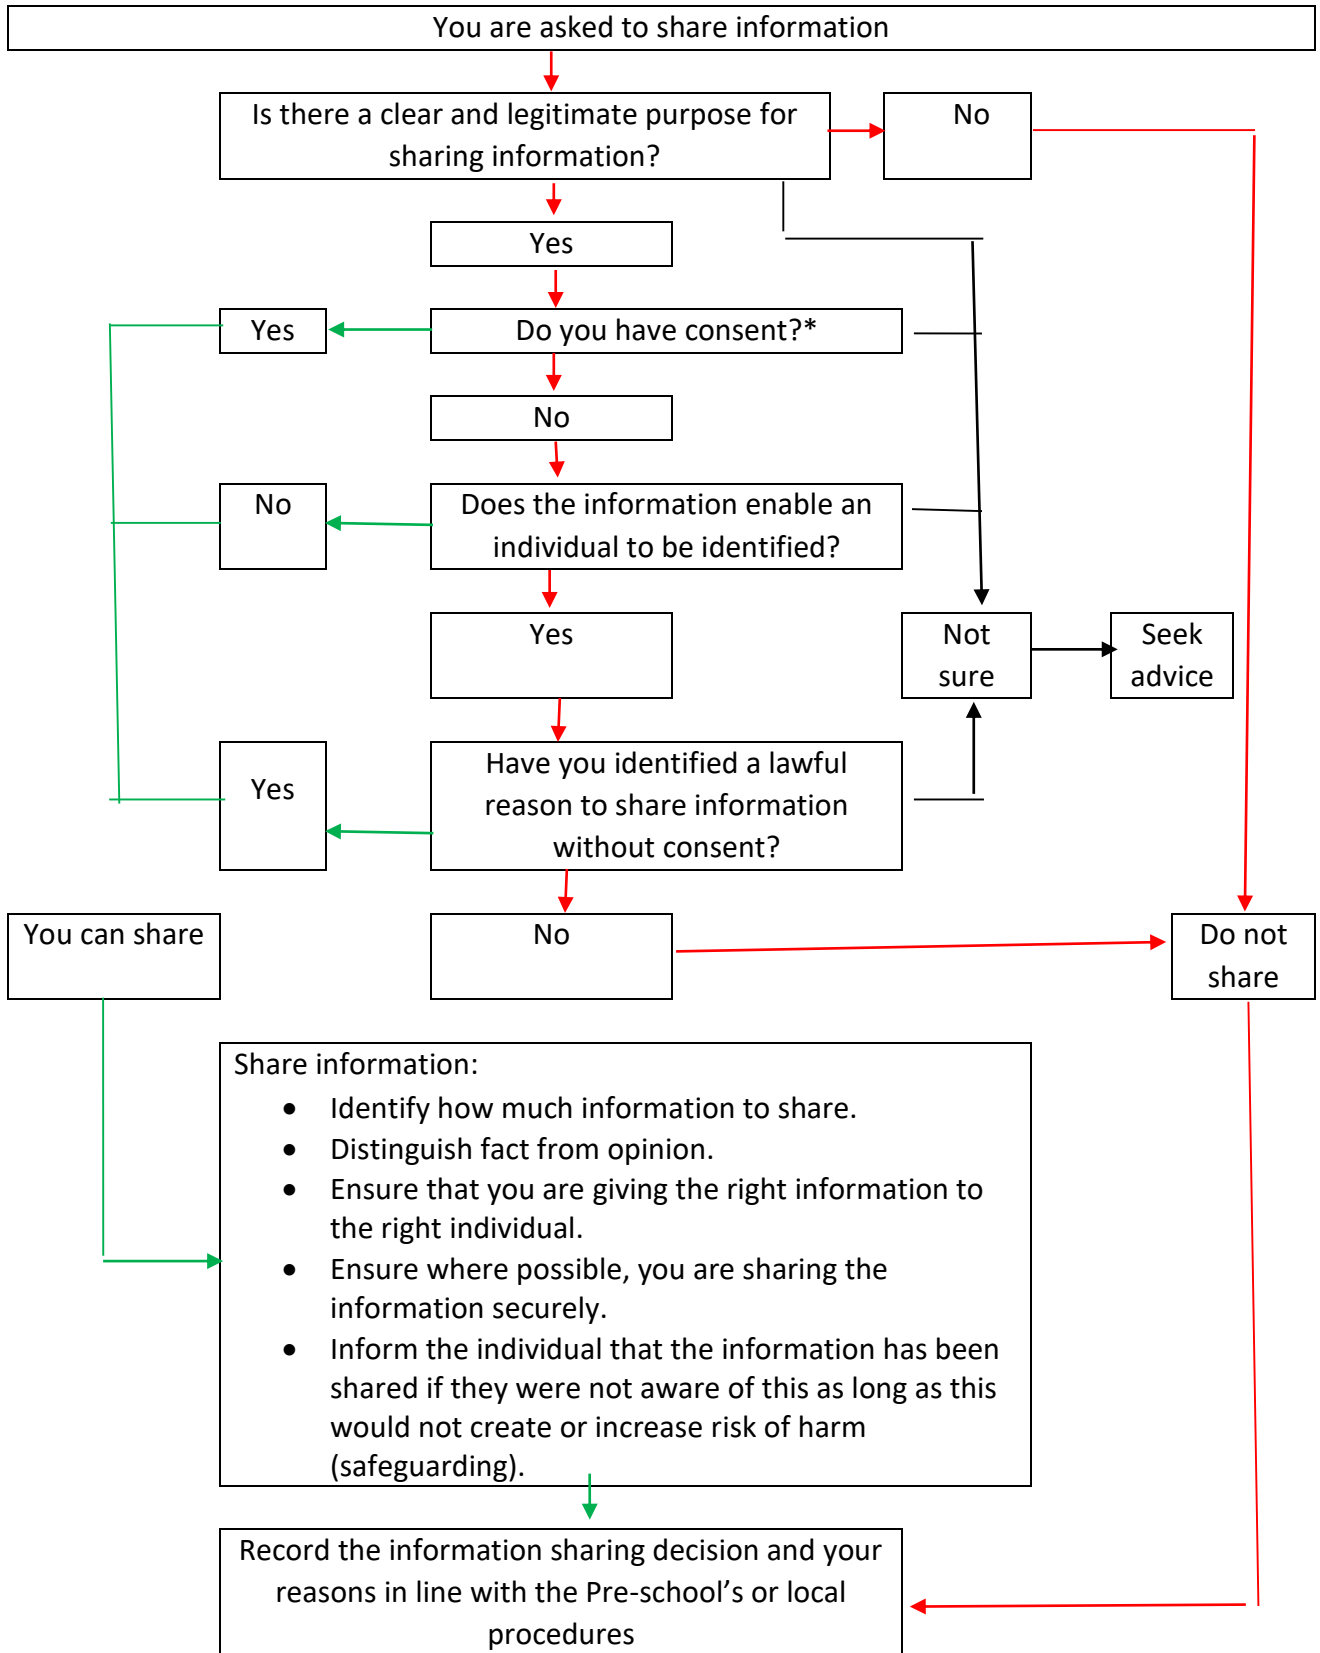 You are asked to share information
Is there a clear and legitimate purpose for
sharing information?
No
Yes
Yes
Do you have consent?*
No
No
Does the information enable an
individual to be identified?
Yes
Not
sure
Seek
advice
Yes
Have you identified a lawful
reason to share information
without consent?
You can share
No
Do not
share
Share information:
• Identify how much information to share.
• Distinguish fact from opinion.
• Ensure that you are giving the right information to
the right individual.
• Ensure where possible, you are sharing the
information securely.
• Inform the individual that the information has been
shared if they were not aware of this as long as this
would not create or increase risk of harm
(safeguarding).
Record the information sharing decision and your
reasons in line with the Pre-school’s or local
procedures